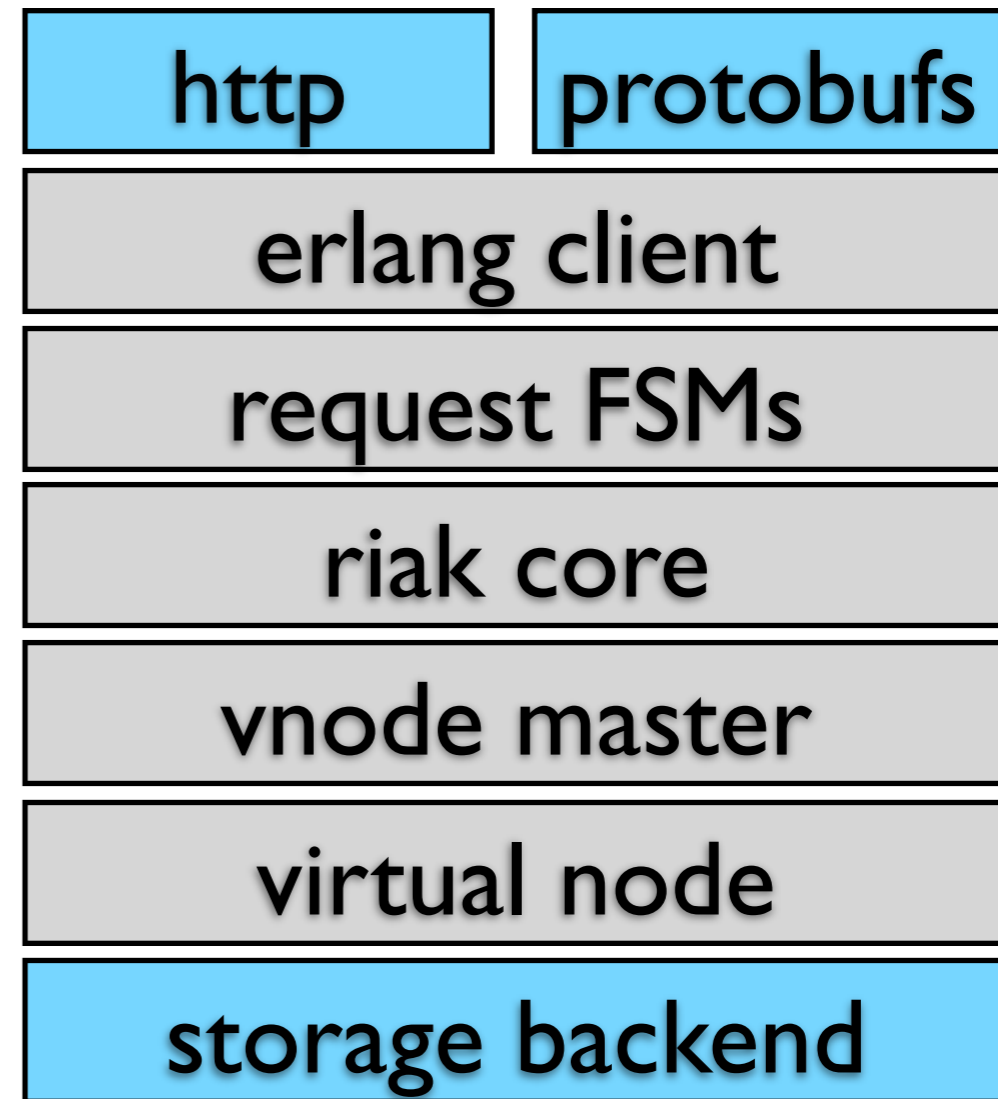 http protobufs
erlang client
request FSMs
riak core
vnode master
virtual node
storage backend